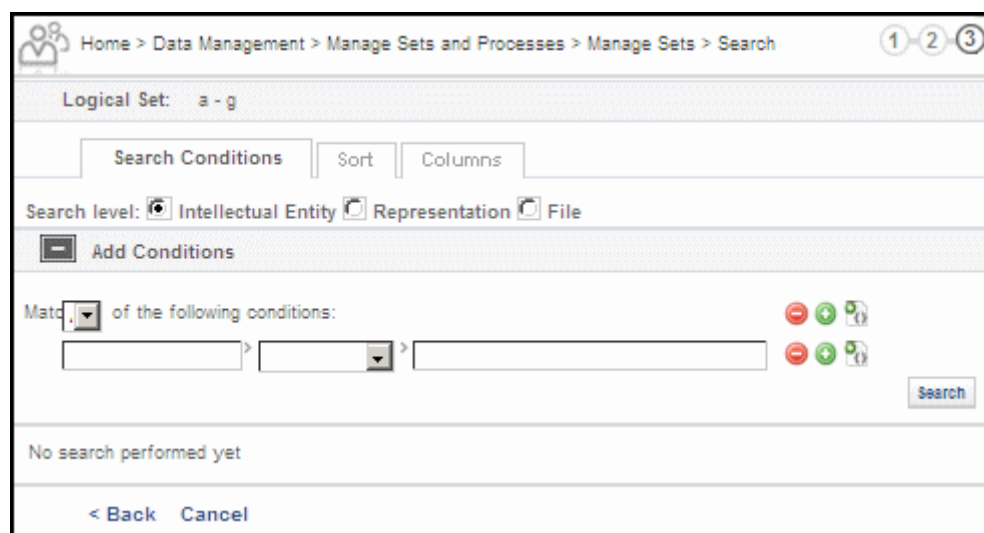 Home > Data Management > Manage Sets and Processes > Manage Sets > Search
1 2 3
Logical Set: a - g
Search Conditions Sort Columns
Search level: Intellectual Entity Representation File
Add Conditions
Matc of the following conditions:
> >
Search
No search performed yet
< Back Cancel